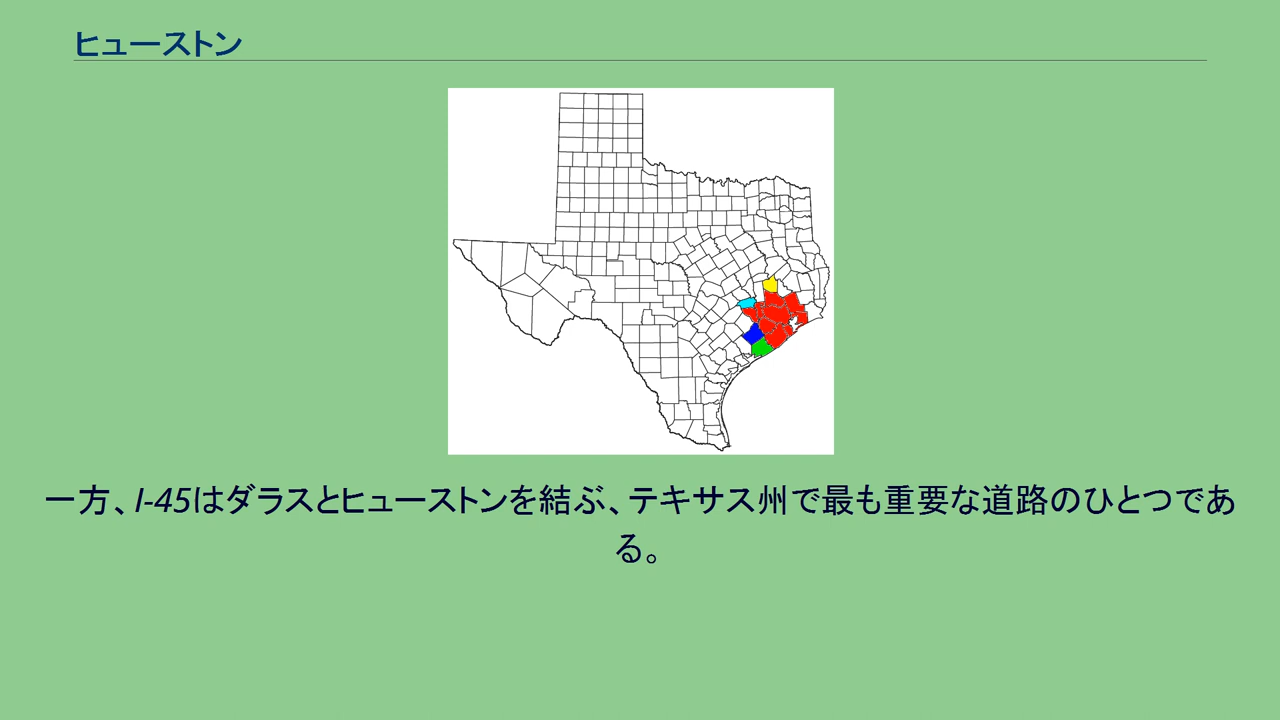 ヒューストン
一方、I-45はダラスとヒューストンを結ぶ、テキサス州で最も重要な道路のひとつであ
る。